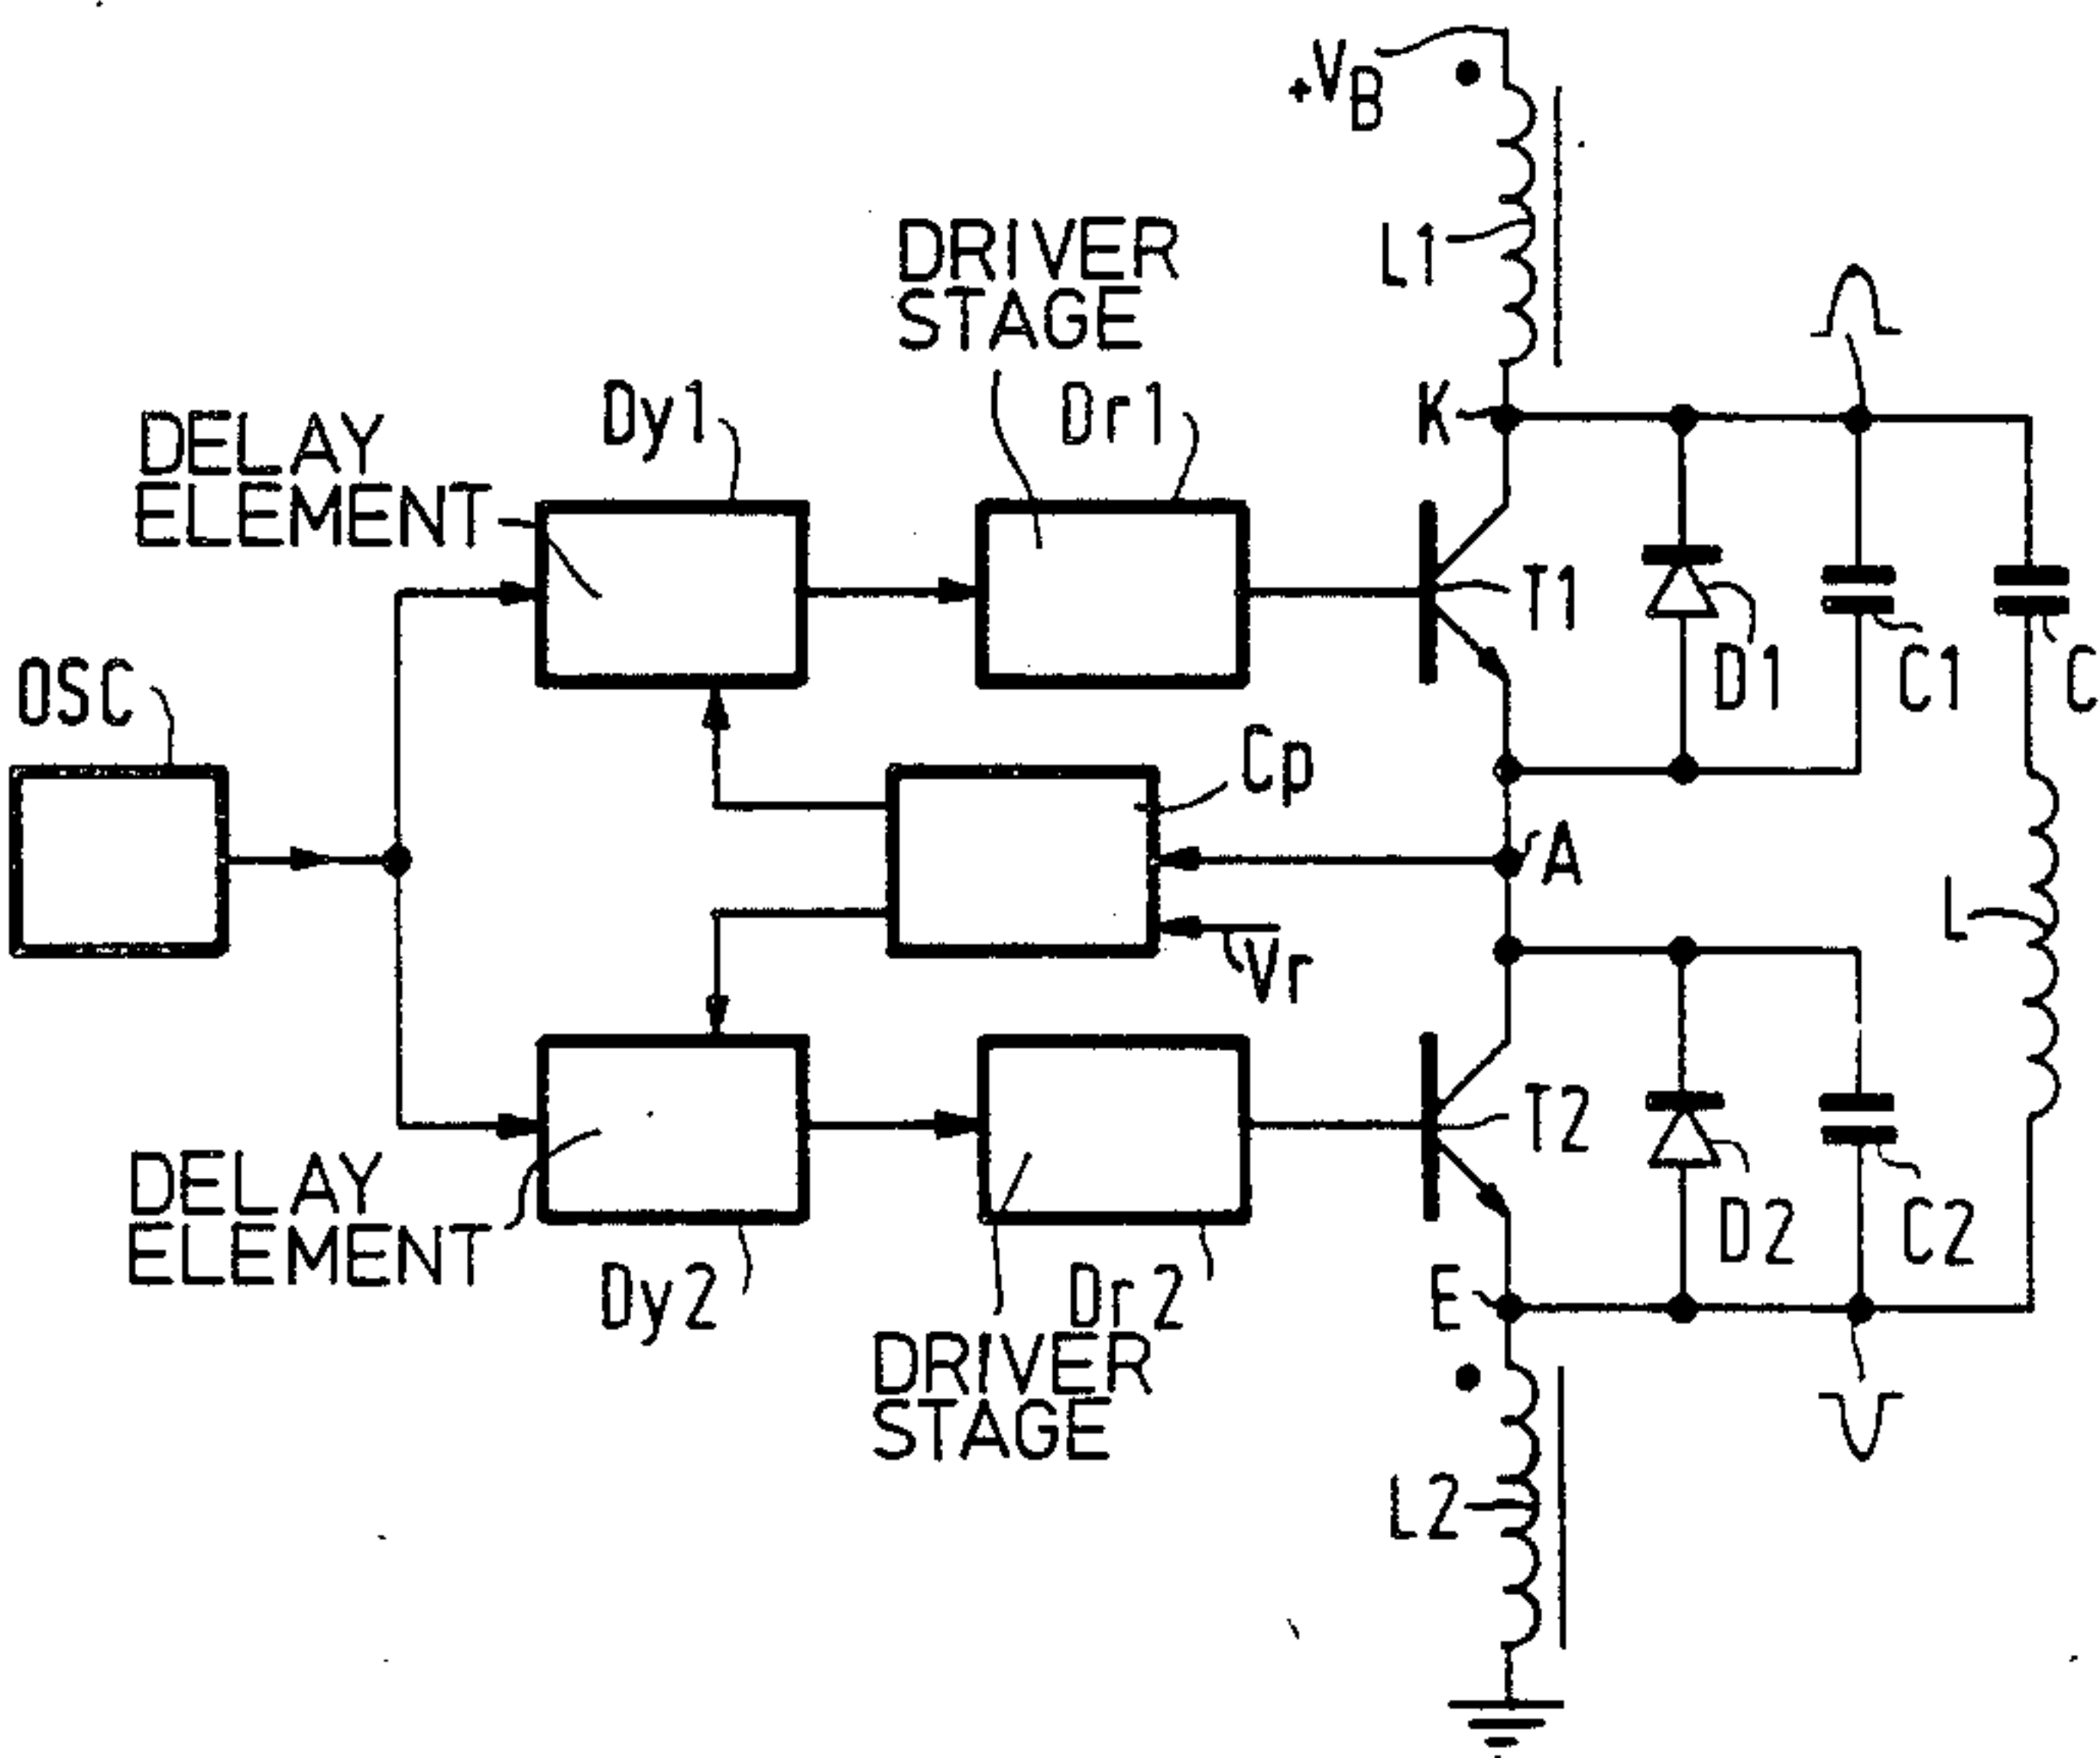 +VB
L1
DRIVER
STAGE
Dy1
Dr1
K
DELAY
ELEMENT
T1
D1
C1
C
OSC
Cp
A
L
Vr
T2
D2
C2
DELAY
ELEMENT
Dy2
Dr2
E
DRIVER
STAGE
L2